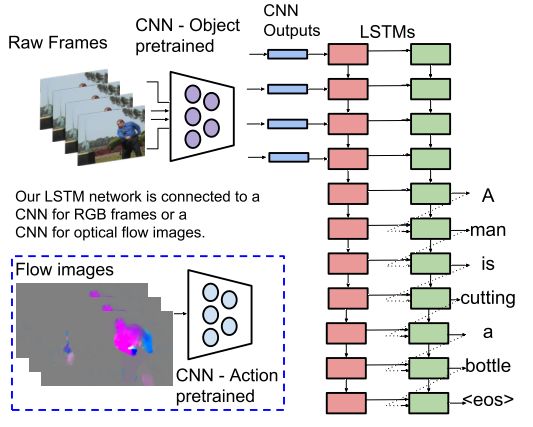 Raw Frames
CNN - Object
pretrained
CNN
Outputs
LSTMs
Our LSTM network is connected to a
CNN for RGB frames or a
CNN for optical flow images.
Flow images
CNN - Action
pretrained
A
man
is
cutting
a
bottle
<eos>